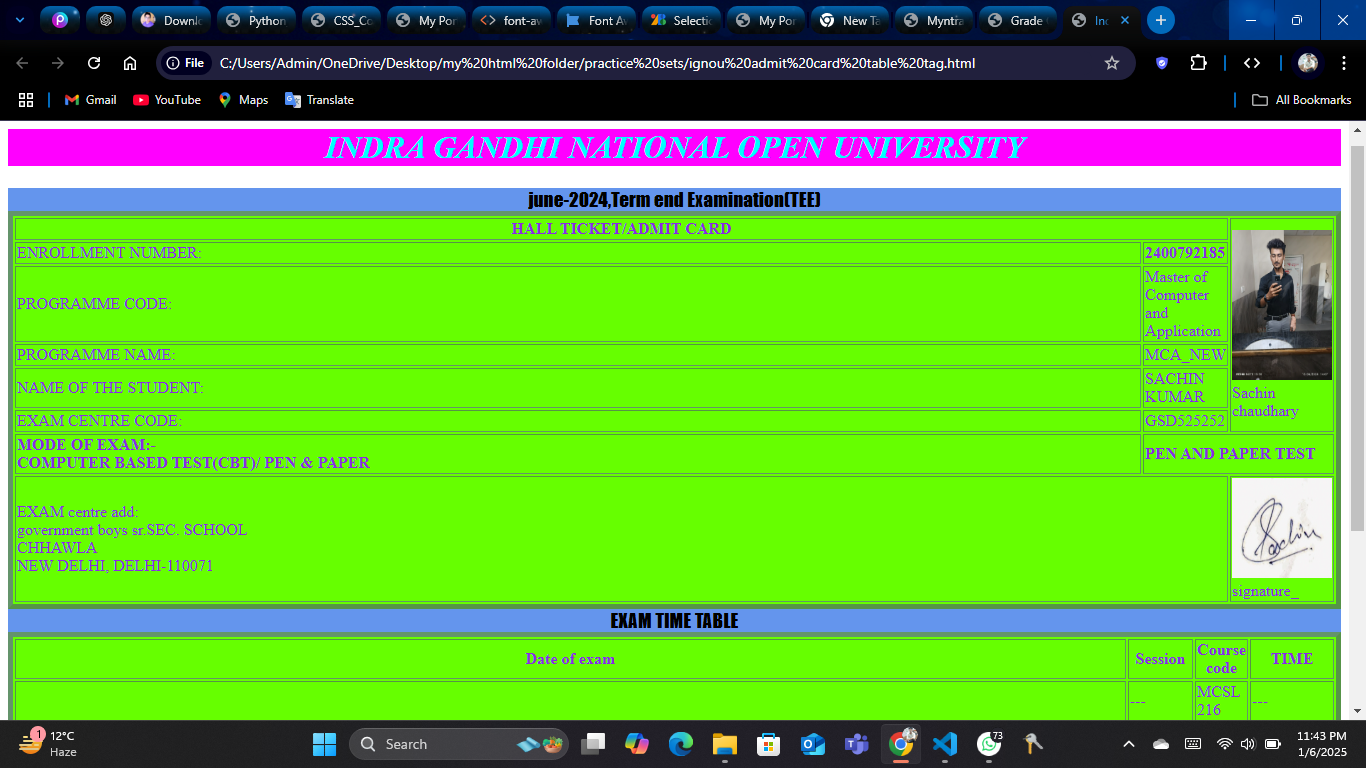 Downl
Python
CSS_Co
My Por
font-aw
Font Aw
Selectio
My Por
New Ta
Myntra
Grade
Ind
File
C:/Users/Admin/OneDrive/Desktop/my%20html%20folder/practice%20sets/ignou%20admit%20card%20table%20tag.html
Gmail
YouTube
Maps
Translate
All Bookmarks
INDRA GANDHI NATIONAL OPEN UNIVERSITY
june-2024,Term end Examination(TEE)
HALL TICKET/ADMIT CARD
ENROLLMENT NUMBER:
2400792185
PROGRAMME CODE:
Master of
Computer
and
Application
PROGRAMME NAME:
MCA_NEW
NAME OF THE STUDENT:
SACHIN
KUMAR
Sachin
chaudhary
EXAM CENTRE CODE:
GSD525252
MODE OF EXAM:-
COMPUTER BASED TEST(CBT)/ PEN & PAPER
PEN AND PAPER TEST
EXAM centre add:
government boys sr.SEC. SCHOOL
CHHAWLA
NEW DELHI, DELHI-110071
Sachin
signature_
EXAM TIME TABLE
Date of exam
Session
Course
code
TIME
---
MCSL
216
---
1
12°C
Haze
Search
73
11:43 PM
1/6/2025